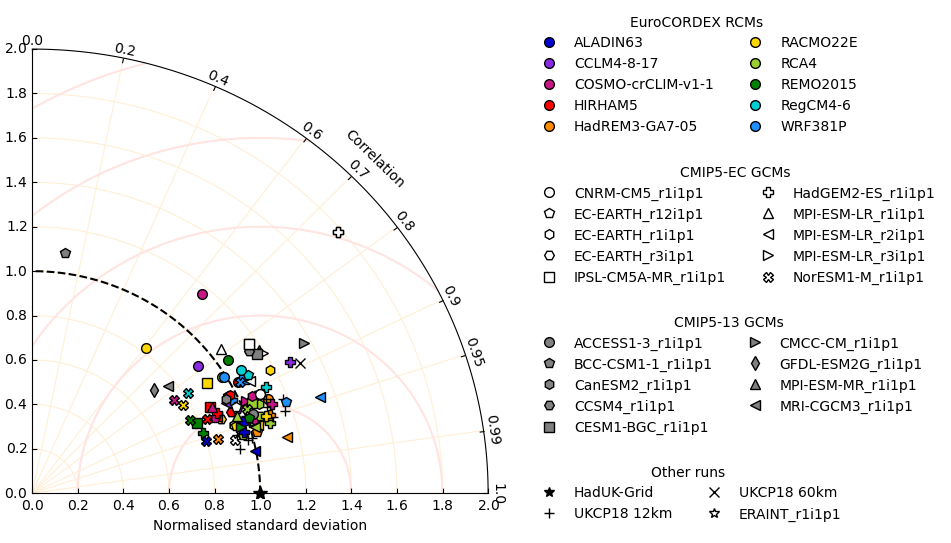 EuroCORDEX RCMs
ALADIN63 RACMO22E
CCLM4-8-17 RCA4
COSMO-crCLIM-v1-1 REMO2015
HIRHAM5 RegCM4-6
HadREM3-GA7-05 WRF381P
CMIP5-EC GCMs
CNRM-CM5_r1i1p1 HadGEM2-ES_r1i1p1
EC-EARTH_r12i1p1 MPI-ESM-LR_r1i1p1
EC-EARTH_r1i1p1 MPI-ESM-LR_r2i1p1
EC-EARTH_r3i1p1 MPI-ESM-LR_r3i1p1
IPSL-CM5A-MR_r1i1p1 NorESM1-M_r1i1p1
CMIP5-13 GCMs
ACCESS1-3_r1i1p1 CMCC-CM_r1i1p1
BCC-CSM1-1_r1i1p1 GFDL-ESM2G_r1i1p1
CanESM2_r1i1p1 MPI-ESM-MR_r1i1p1
CCSM4_r1i1p1 MRI-CGCM3_r1i1p1
CESM1-BGC_r1i1p1
Other runs
HadUK-Grid UKCP18 60km
UKCP18 12km ERAINT_r1i1p1
0.0
0.2
0.4
0.6
0.7
0.8
0.9
0.95
0.99
1.0
Correlation
2.0
1.8
1.6
1.4
1.2
1.0
0.8
0.6
0.4
0.2
0.0
0.0 0.2 0.4 0.6 0.8 1.0 1.2 1.4 1.6 1.8 2.0
Normalised standard deviation